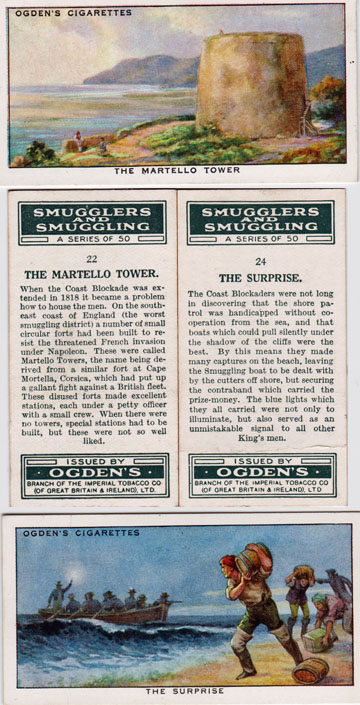 OGDEN'S CIGARETTES
THE MARTELLO TOWER
SMUGGLERS
AND
SMUGGLING
A SERIES OF 50
22
THE MARTELLO TOWER.
When the Coast Blockade was ex-
tended in 1818 it became a problem
how to house the men. On the south-
east coast of England (the worst
smuggling district) a number of small
circular forts had been built to re-
sist the threatened French invasion
under Napoleon. These were called
Martello Towers, the name being de-
rived from a similar fort at Cape
Mortella, Corsica, which had put up
a gallant fight against a British fleet.
These disused forts made excellent
stations, each under a petty officer
with a small crew. When there were
no towers, special stations had to be
built, but these were not so well
liked.
ISSUED BY
OGDEN'S
BRANCH OF THE IMPERIAL TOBACCO CO
(OF GREAT BRITAIN & IRELAND), LTD.
SMUGGLERS
AND
SMUGGLING
A SERIES OF 50
24
THE SURPRISE.
The Coast Blockaders were not long
in discovering that the shore pa-
trol was handicapped without co-
operation from the sea, and that
boats which could pull silently under
the shadow of the cliffs were the
best. By this means they made
many captures on the beach, leaving
the Smuggling boat to be dealt with
by the cutters off shore, but securing
the contraband which carried the
prize-money. The blue lights which
they all carried were not only to
illuminate, but also served as an
unmistakable signal to all other
King's men.
ISSUED BY
OGDEN'S
BRANCH OF THE IMPERIAL TOBACCO CO
(OF GREAT BRITAIN & IRELAND), LTD.
OGDEN'S CIGARETTES
THE SURPRISE